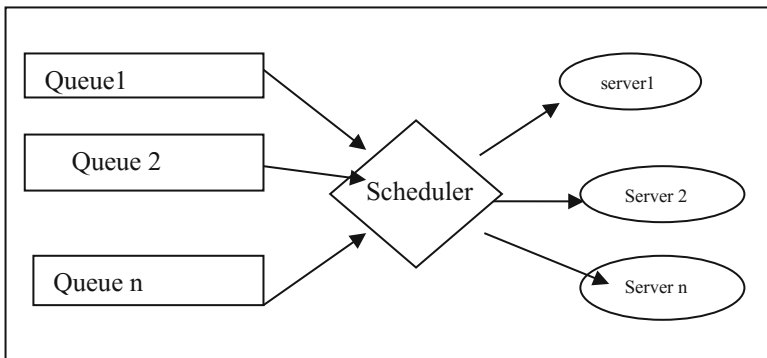 Queue1
Queue 2
Queue n
Scheduler
server1
Server 2
Server n